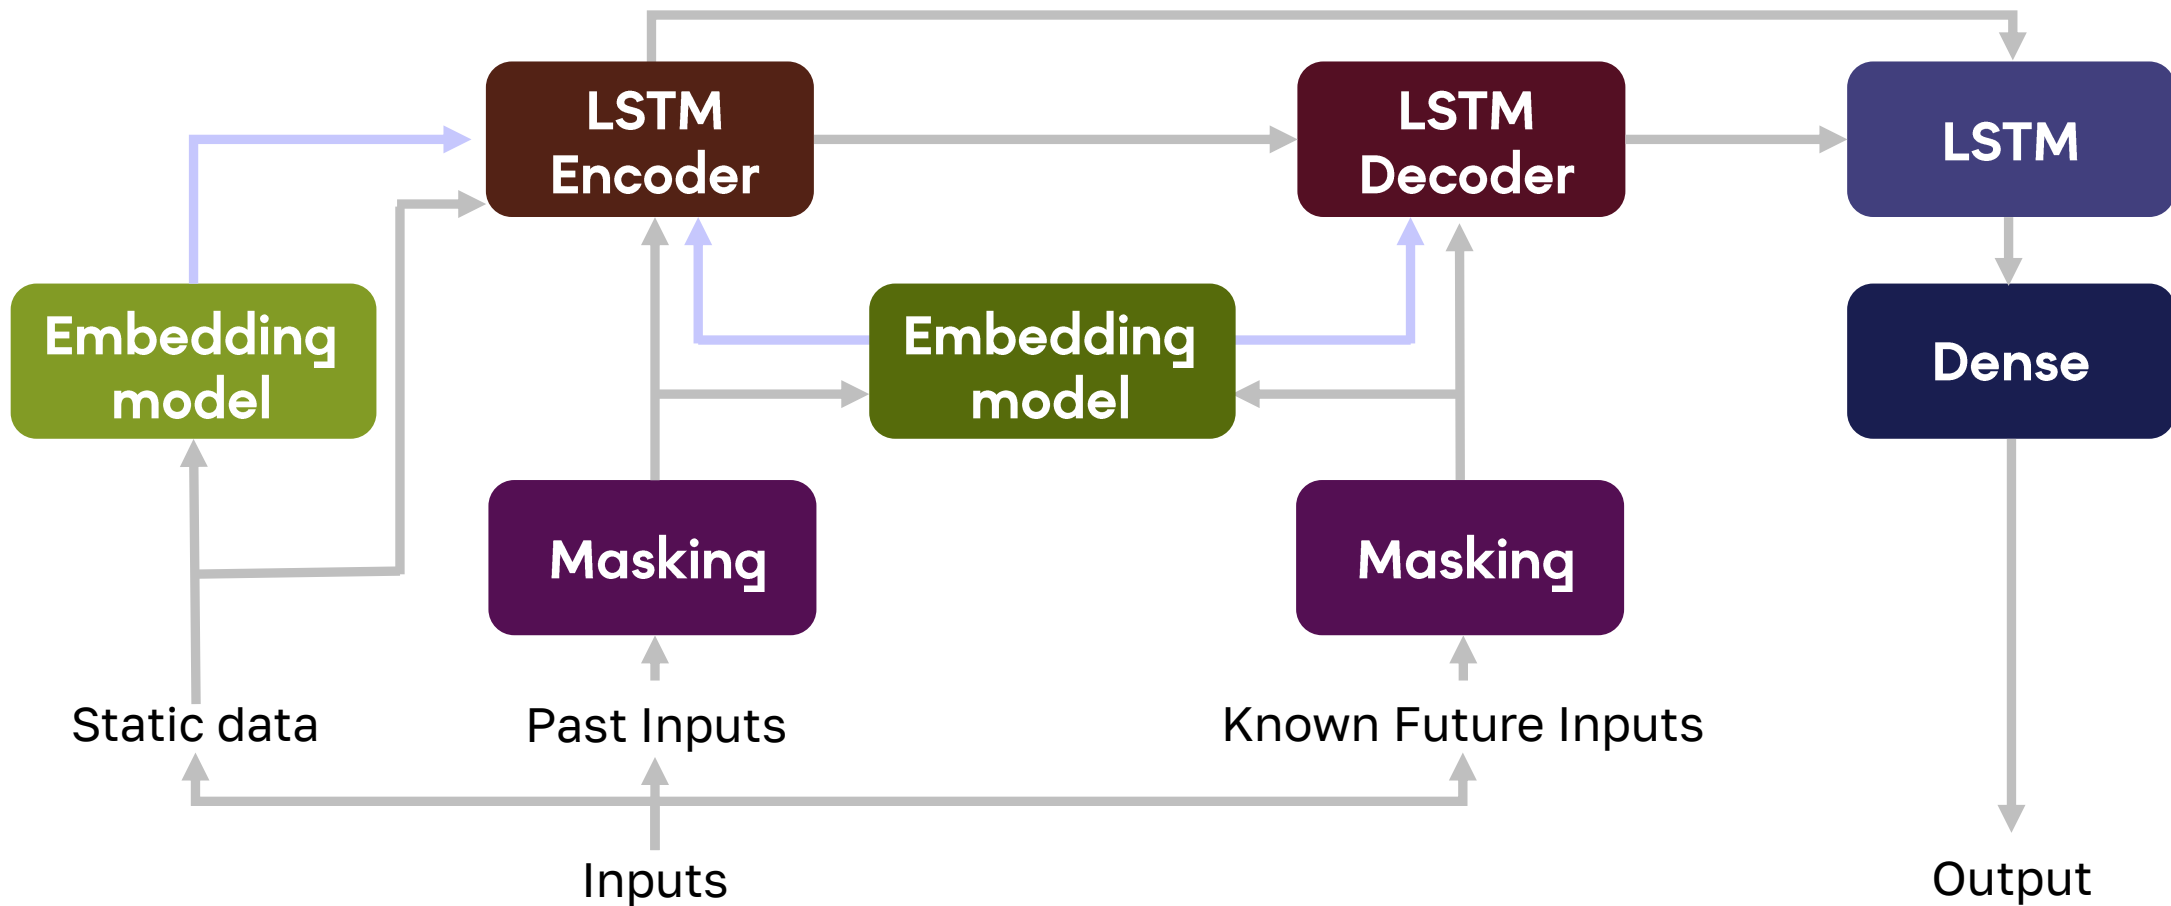 LSTM
Encoder
LSTM
Decoder
LSTM
Embedding
model
Embedding
model
Dense
Masking
Masking
Static data
Past Inputs
Known Future Inputs
Inputs
Output